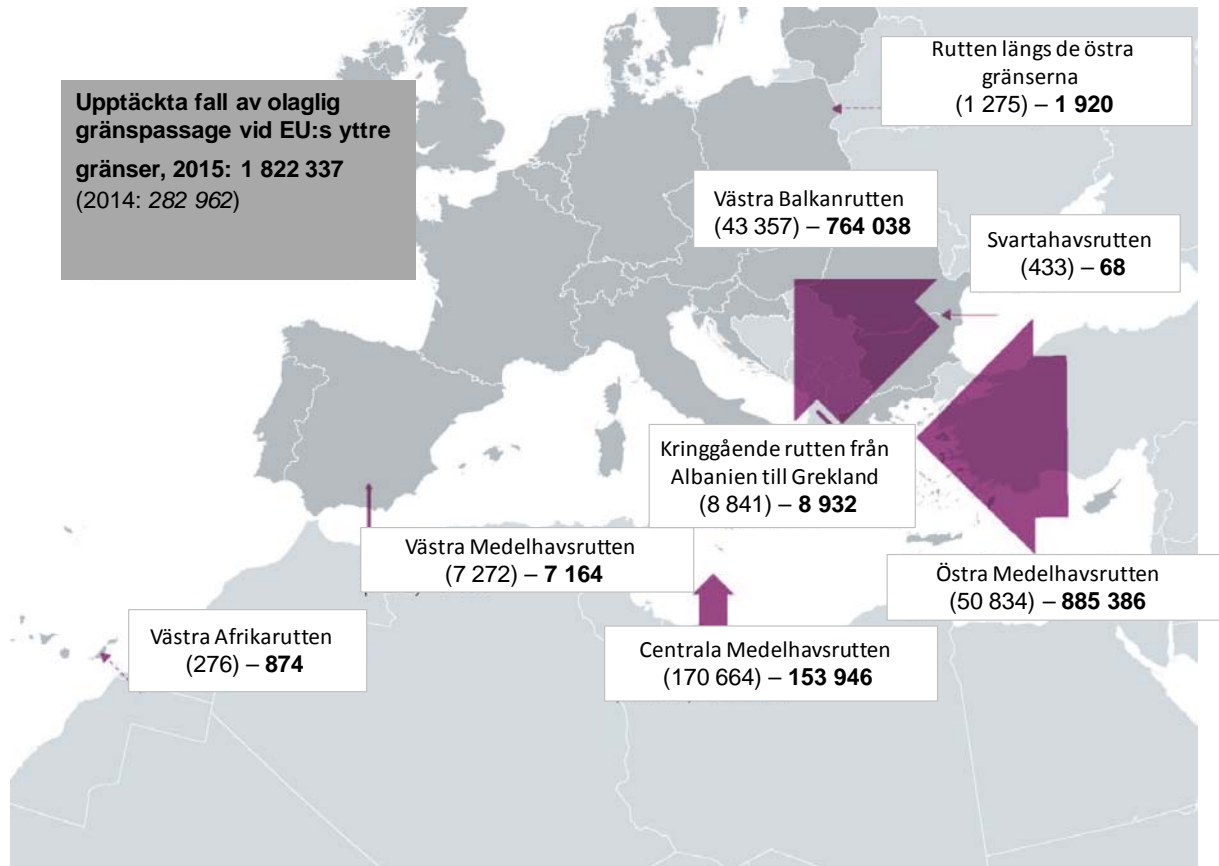 Upptäckta fall av olaglig
gränspassage vid EU:s yttre
gränser, 2015: 1 822 337
(2014: 282 962)
Rutten längs de östra
gränserna
(1 275) – 1 920
Västra Balkanrutten
(43 357) – 764 038
Svartahavsrutten
(433) – 68
Kringgående rutten från
Albanien till Grekland
(8 841) – 8 932
Västra Medelhavsrutten
(7 272) – 7 164
Östra Medelhavsrutten
(50 834) – 885 386
Västra Afrikarutten
(276) – 874
Centrala Medelhavsrutten
(170 664) – 153 946